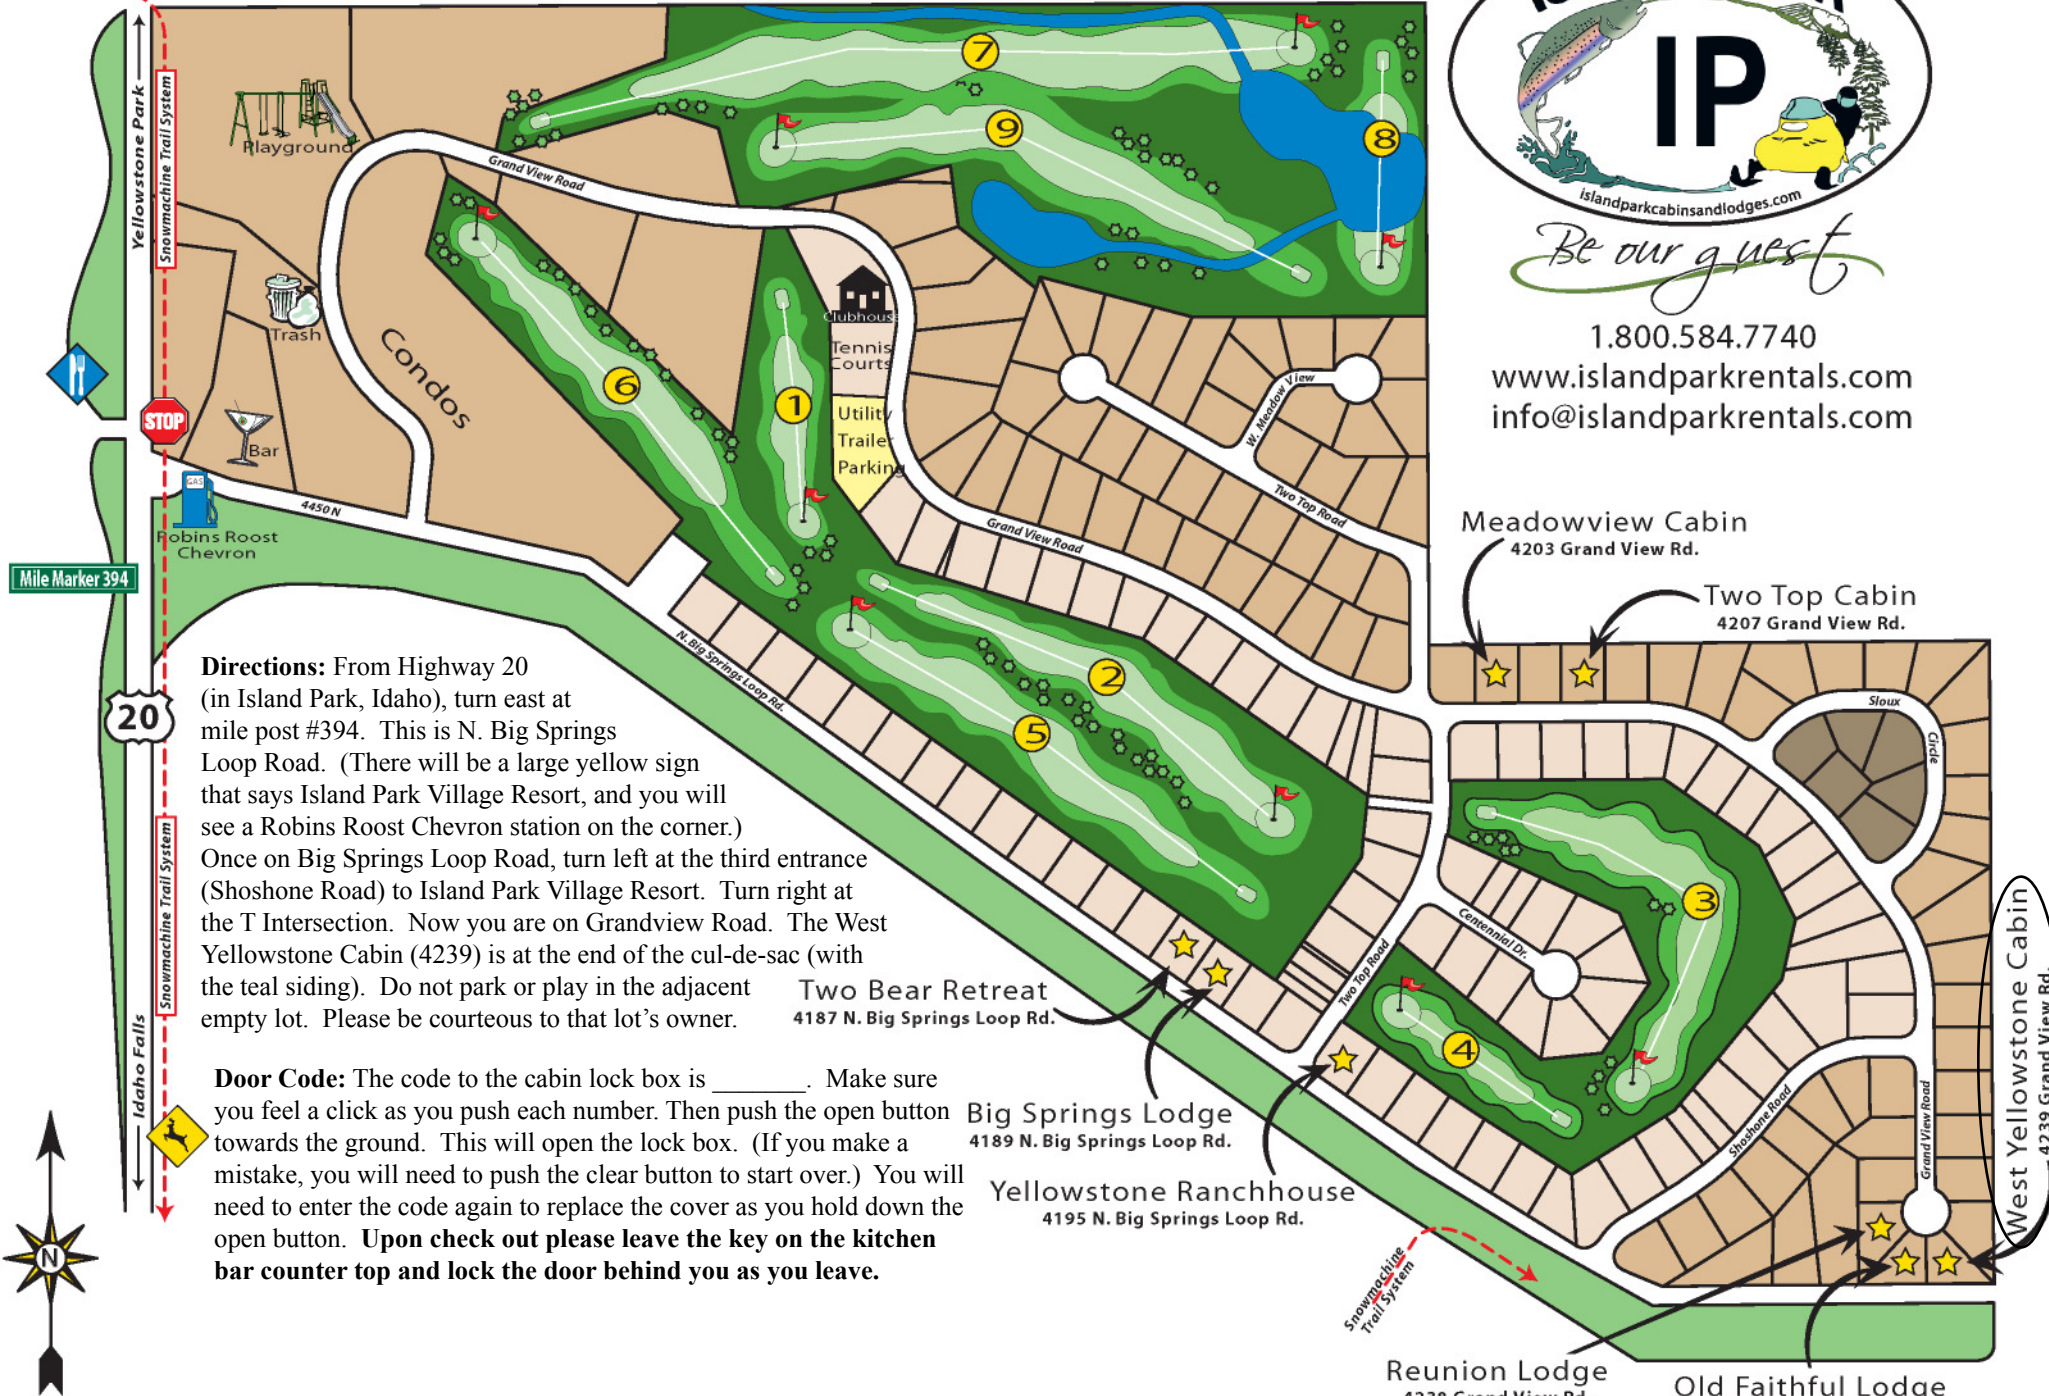 Yellowstone Park
Snowmachine Trail System
Playground
Grand View Road
7
9
8
IP
islandparkcabinsandlodges.com
Be our guest
1.800.584.7740
www.islandparkrentals.com
info@islandparkrentals.com
Trash
Condos
Clubhouse
Tennis
Courts
6
1
Utility
Trailer
Parking
W. Meadow View
STOP
Bar
GAS
4450 N
Robins Roost
Chevron
Two Top Road
Grand View Road
Meadowview Cabin
4203 Grand View Rd.
Mile Marker 394
Two Top Cabin
4207 Grand View Rd.
N. Big Springs Loop Rd.
2
5
Sioux
Circle
20
Directions: From Highway 20
(in Island Park, Idaho), turn east at
mile post #394. This is N. Big Springs
Loop Road. (There will be a large yellow sign
that says Island Park Village Resort, and you will
see a Robins Roost Chevron station on the corner.)
Once on Big Springs Loop Road, turn left at the third entrance
(Shoshone Road) to Island Park Village Resort. Turn right at
the T Intersection. Now you are on Grandview Road. The West
Yellowstone Cabin (4239) is at the end of the cul-de-sac (with
the teal siding). Do not park or play in the adjacent
empty lot. Please be courteous to that lot's owner.
Snowmachine Trail System
Idaho Falls
3
Centennial Dr.
Two Top Road
4
Two Bear Retreat
4187 N. Big Springs Loop Rd.
West Yellowstone Cabin
4239 Grand View Rd.
Door Code: The code to the cabin lock box is _______. Make sure
you feel a click as you push each number. Then push the open button
towards the ground. This will open the lock box. (If you make a
mistake, you will need to push the clear button to start over.) You will
need to enter the code again to replace the cover as you hold down the
open button. Upon check out please leave the key on the kitchen
bar counter top and lock the door behind you as you leave.
Big Springs Lodge
4189 N. Big Springs Loop Rd.
Shoshone Road
Grand View Road
Yellowstone Ranchhouse
4195 N. Big Springs Loop Rd.
N
Snowmachine
Trail System
Reunion Lodge
4238 Grand View Rd.
Old Faithful Lodge